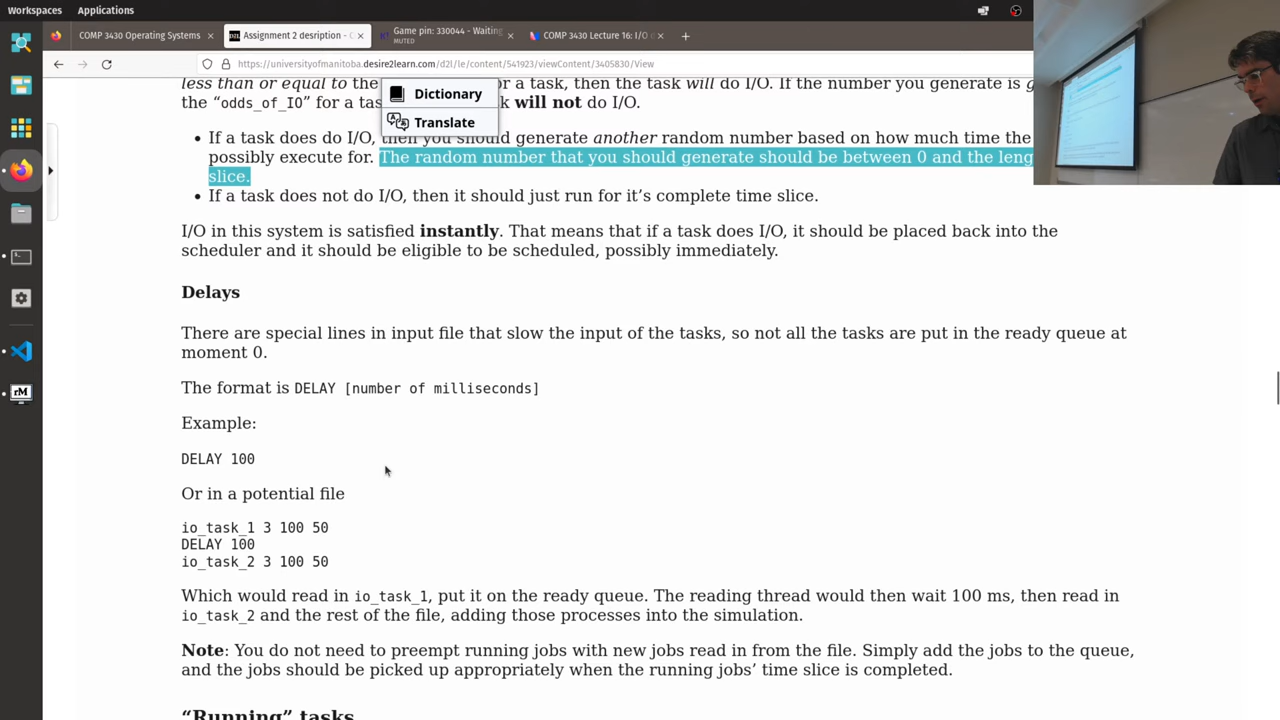 Workspaces Applications
COMP 3430 Operating Systems × Assignment 2 desription - × Game pin: 330044 - Waiting × COMP 3430 Lecture 16: I/O × +
MUTED
https://universityofmanitoba.desire2learn.com/d2l/le/content/541923/viewContent/3405830/View
less than or equal to the or a task, then the task will do I/O. If the number you generate is
the “odds_of_IO” for a will not do I/O.
Dictionary
Translate
• If a task does do I/O, then you should generate another random number based on how much time the
possibly execute for. The random number that you should generate should be between 0 and the
slice.
• If a task does not do I/O, then it should just run for it’s complete time slice.
I/O in this system is satisfied instantly. That means that if a task does I/O, it should be placed back into the
scheduler and it should be eligible to be scheduled, possibly immediately.
Delays
There are special lines in input file that slow the input of the tasks, so not all the tasks are put in the ready queue at
moment 0.
The format is DELAY [number of milliseconds]
Example:
DELAY 100
Or in a potential file
io_task_1 3 100 50
DELAY 100
io_task_2 3 100 50
Which would read in io_task_1, put it on the ready queue. The reading thread would then wait 100 ms, then read in
io_task_2 and the rest of the file, adding those processes into the simulation.
Note: You do not need to preempt running jobs with new jobs read in from the file. Simply add the jobs to the queue,
and the jobs should be picked up appropriately when the running jobs’ time slice is completed.
“Running” tasks
rM